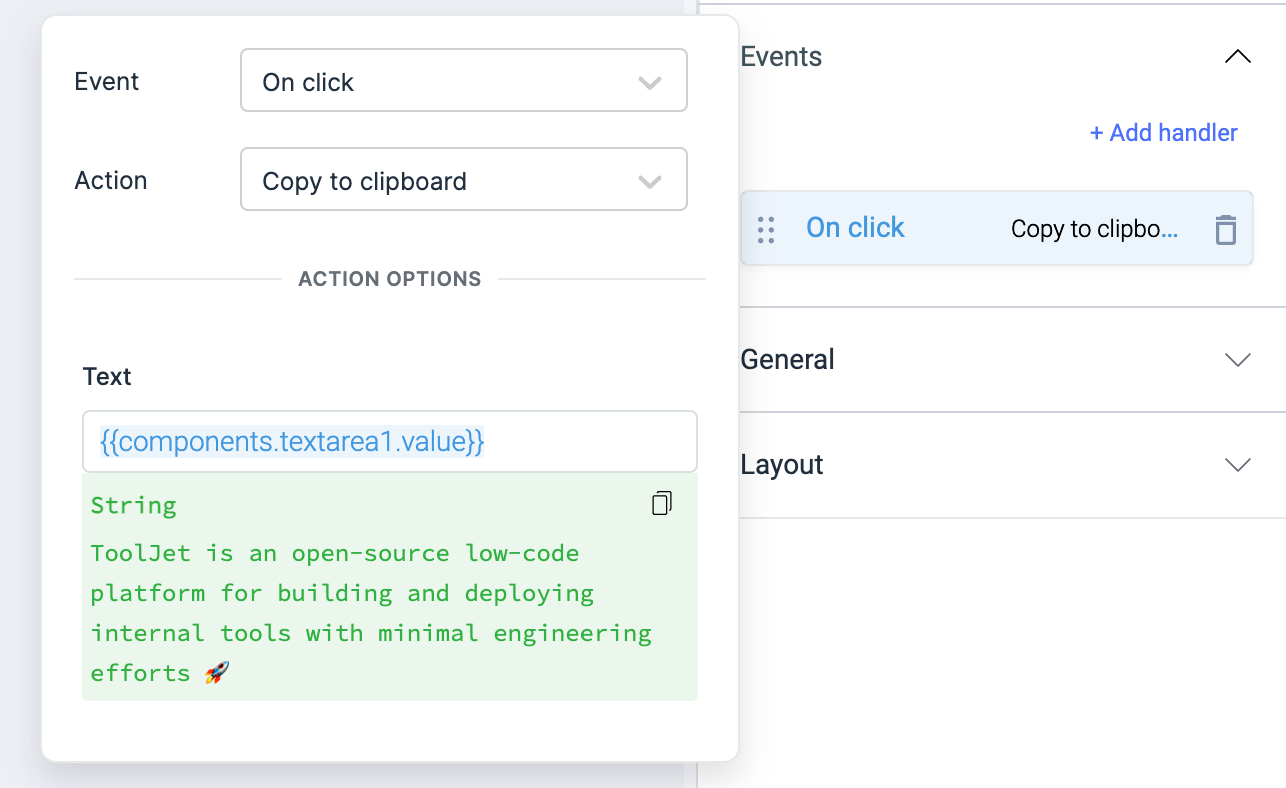 Event
On click
Action
Copy to clipboard
ACTION OPTIONS
Text
{{components.textarea1.value}}
String
ToolJet is an open-source low-code
platform for building and deploying
internal tools with minimal engineering
efforts 🚀
Events
+ Add handler
On click
Copy to clipbo...
General
Layout